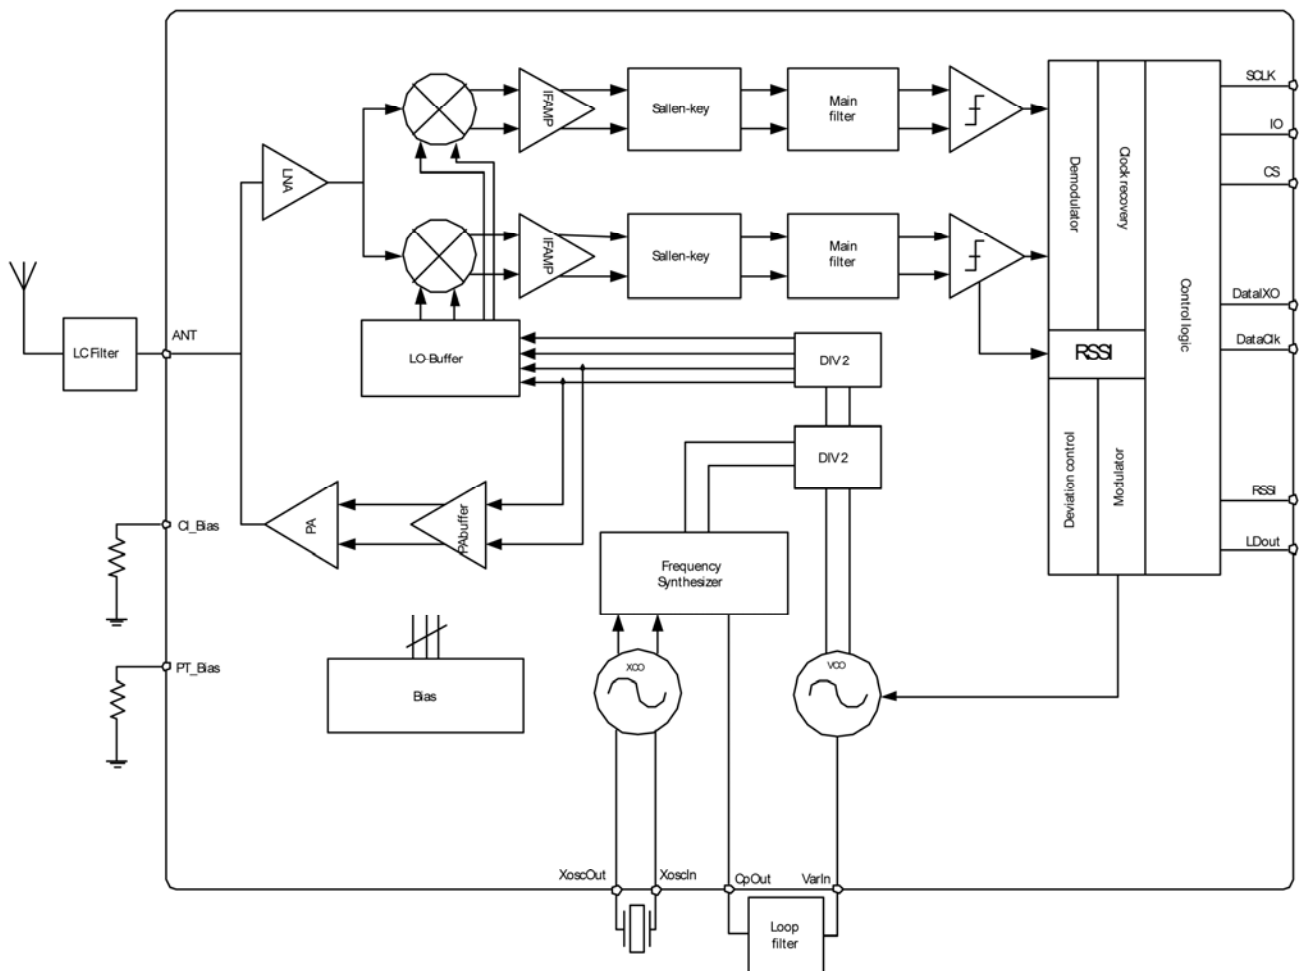 SCLK
IFAMP
Sallen-key
Main
filter
IO
LNA
Demodulator
Clock recovery
CS
IFAMP
Sallen-key
Main
filter
Control logic
DataIXO
ANT
LC Filter
LO-Buffer
DIV 2
RSSI
DataClk
DIV 2
Deviation control
Modulator
RSSI
CI_Bias
PA
PAbuffer
LDout
Frequency
Synthesizer
PT_Bias
Bias
XCO
VCO
XoscOut
XoscIn
CpOut
VarIn
Loop
filter